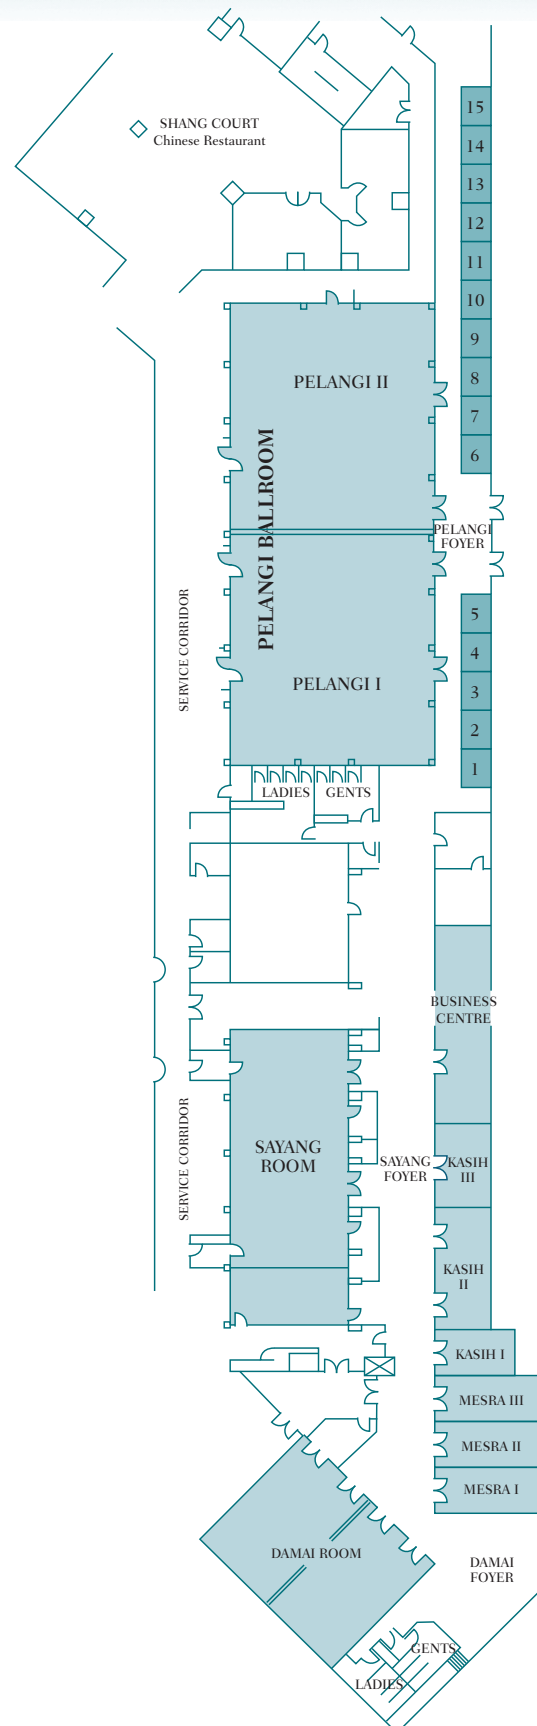 SHANG COURT
Chinese Restaurant
15
14
13
12
11
10
9
8
7
6
PELANGI II
PELANGI BALLROOM
PELANGI
FOYER
SERVICE CORRIDOR
5
4
3
2
1
PELANGI I
LADIES
GENTS
BUSINESS
CENTRE
SERVICE CORRIDOR
SAYANG
ROOM
SAYANG
FOYER
KASIH
III
KASIH
II
KASIH I
MESRA III
MESRA II
MESRA I
DAMAI ROOM
DAMAI
FOYER
GENTS
LADIES